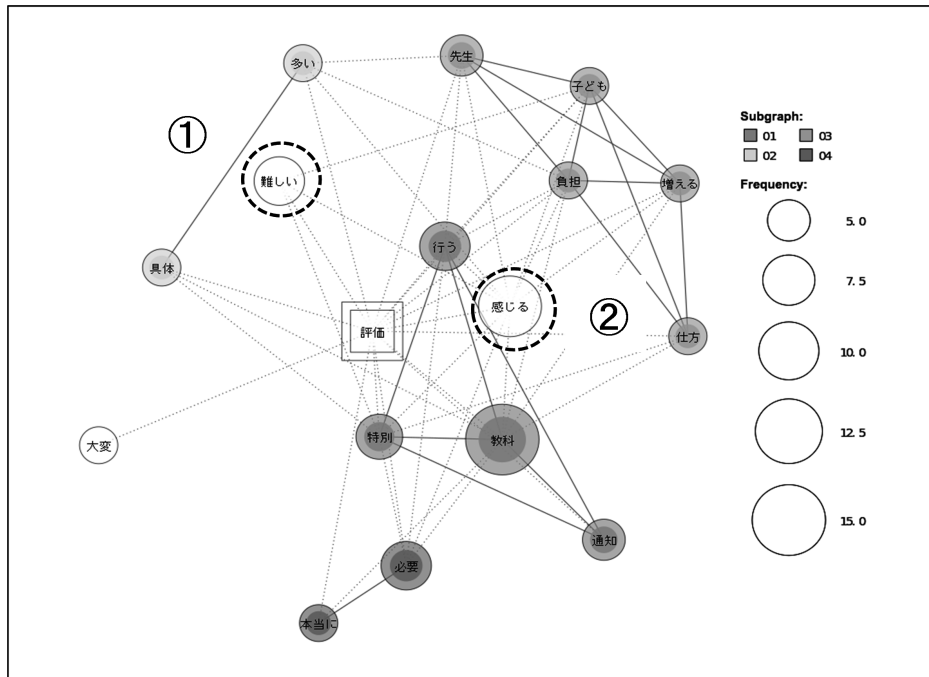 多い
先生
子ども
①
難しい
負担
増える
行う
具体
感じる
②
評価
仕方
大変
特別
教科
通知
必要
本当に
Subgraph:
01 03
02 04
Frequency:
5.0
7.5
10.0
12.5
15.0